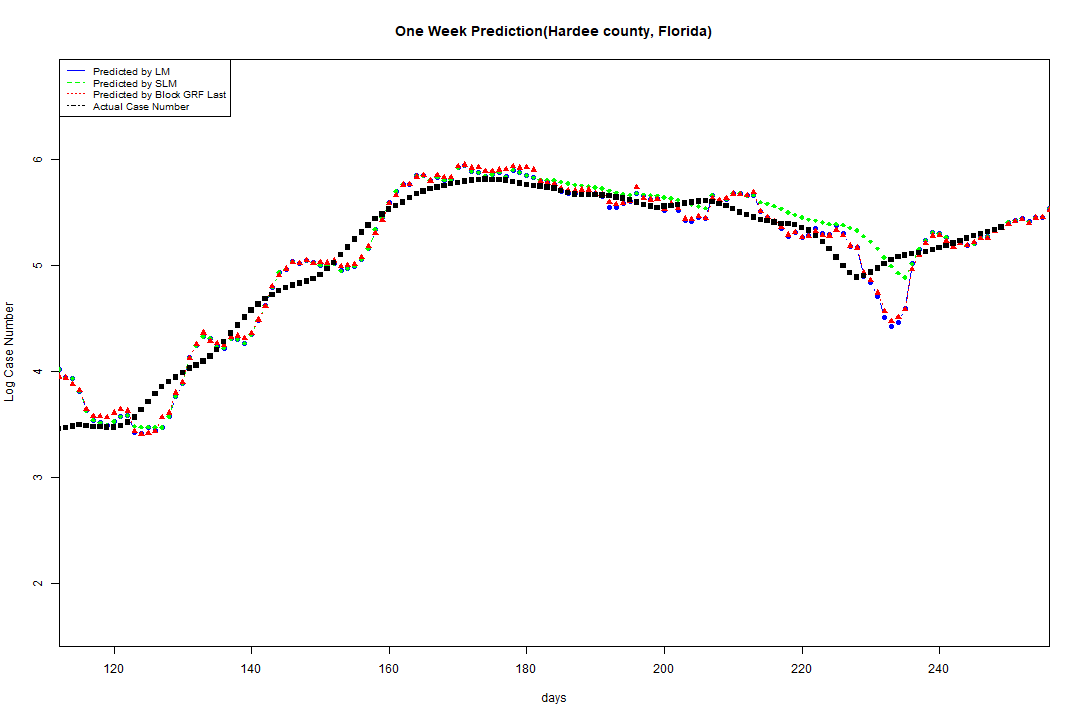 One Week Prediction(Hardee county, Florida)
Predicted by LM
Predicted by SLM
Predicted by Block GRF Last
Actual Case Number
6
5
4
3
2
Log Case Number
120 140 160 180 200 220 240
days